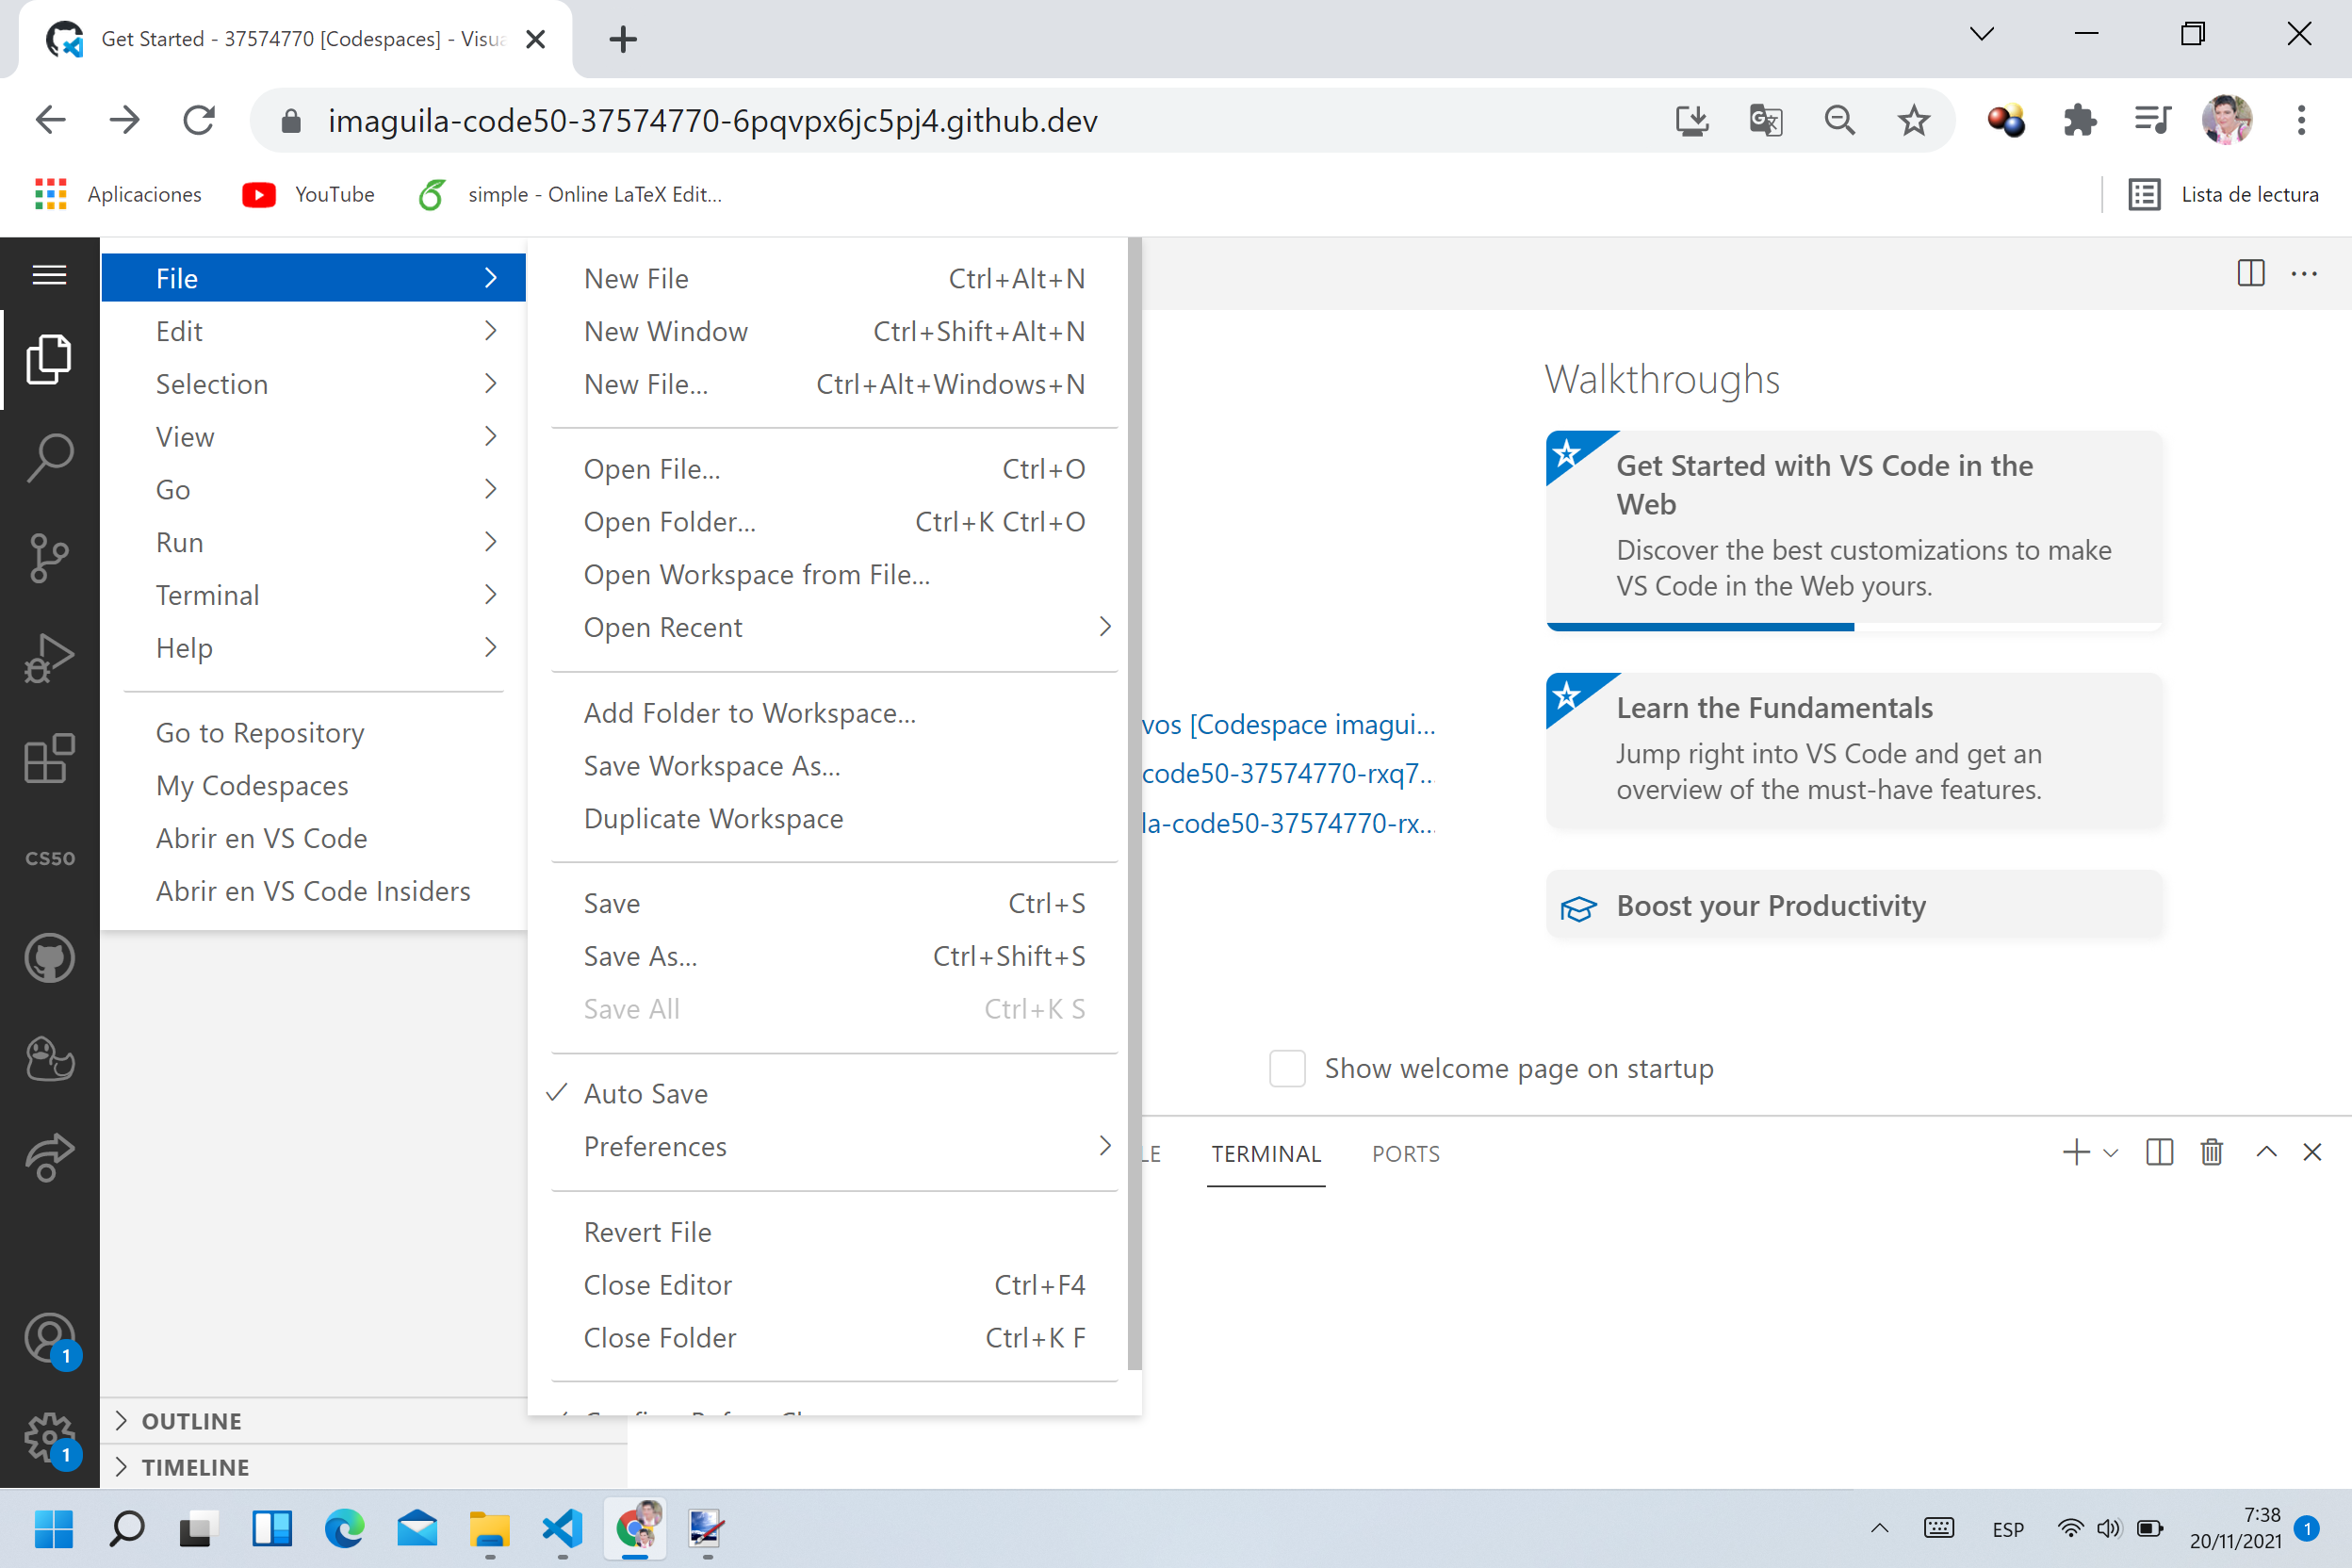 Get Started - 37574770 [Codespaces] - Visua
imaguila-code50-37574770-6pqvpx6jc5pj4.github.dev
Aplicaciones
YouTube
simple - Online LaTeX Edit...
Lista de lectura
File
Edit
Selection
View
Go
Run
Terminal
Help
Go to Repository
My Codespaces
Abrir en VS Code
Abrir en VS Code Insiders
CS50
New File Ctrl+Alt+N
New Window Ctrl+Shift+Alt+N
New File... Ctrl+Alt+Windows+N
Open File... Ctrl+O
Open Folder... Ctrl+K Ctrl+O
Open Workspace from File...
Open Recent
Add Folder to Workspace...
Save Workspace As...
Duplicate Workspace
Save Ctrl+S
Save As... Ctrl+Shift+S
Save All Ctrl+K S
Auto Save
Preferences
Revert File
Close Editor Ctrl+F4
Close Folder Ctrl+K F
Walkthroughs
Get Started with VS Code in the
Web
Discover the best customizations to make
VS Code in the Web yours.
Learn the Fundamentals
Jump right into VS Code and get an
overview of the must-have features.
Boost your Productivity
vos [Codespace imagui...
code50-37574770-rxq7...
la-code50-37574770-rx...
Show welcome page on startup
LE
TERMINAL
PORTS
1
1
OUTLINE
TIMELINE
ESP
7:38
20/11/2021
1